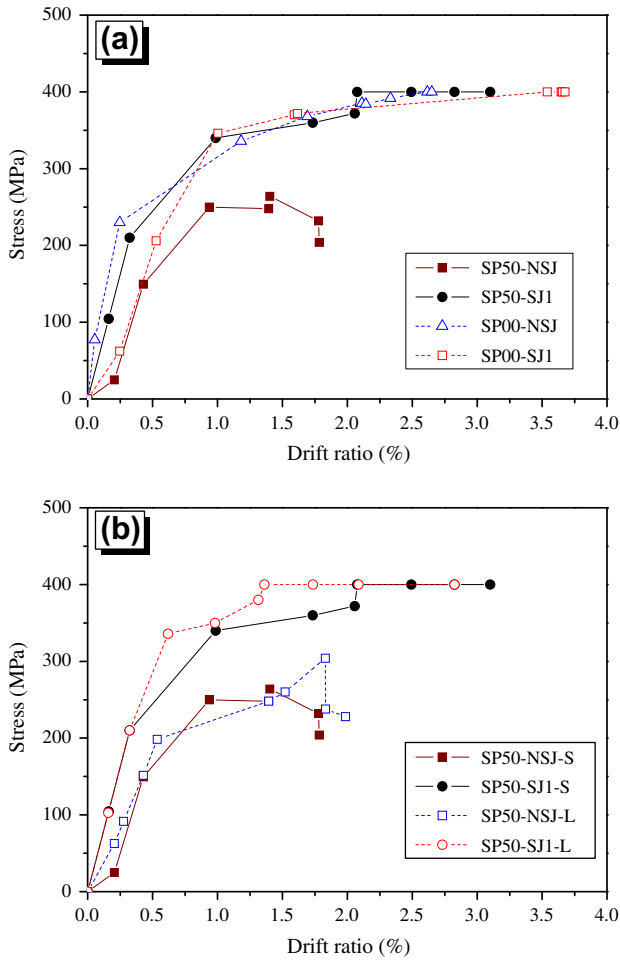 (a)
500
400
300
200
100
0
Stress (MPa)
SP50-NSJ
SP50-SJ1
SP00-NSJ
SP00-SJ1
0.0 0.5 1.0 1.5 2.0 2.5 3.0 3.5 4.0
Drift ratio (%)
(b)
500
400
300
200
100
0
Stress (MPa)
SP50-NSJ-S
SP50-SJ1-S
SP50-NSJ-L
SP50-SJ1-L
0.0 0.5 1.0 1.5 2.0 2.5 3.0 3.5 4.0
Drift ratio (%)